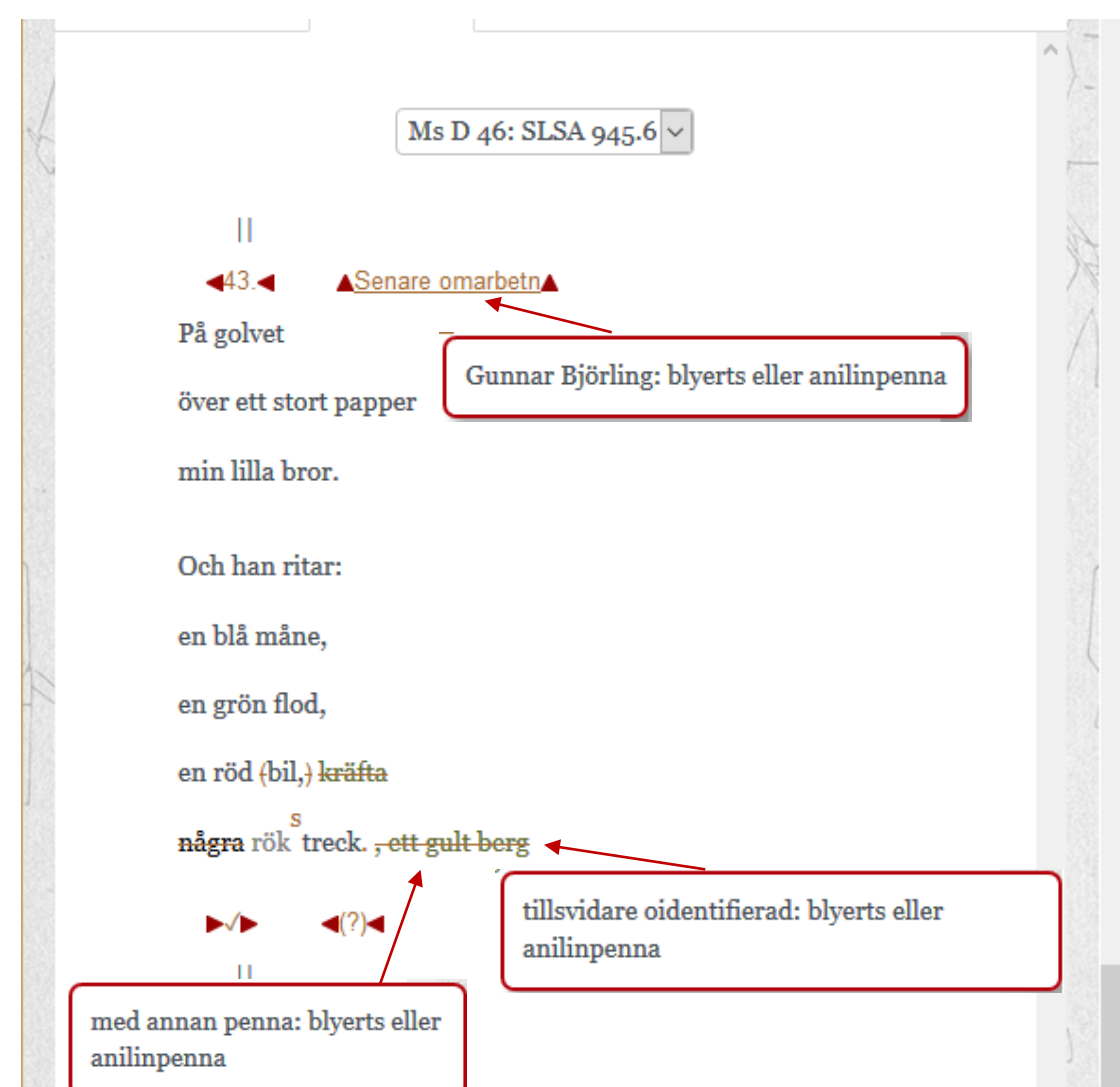 Ms D 46: SLSA 945.6
||
◀43.◀ ▲Senare omarbetn▲
På golvet
Gunnar Björling: blyerts eller anilinpenna
över ett stort papper
min lilla bror.
Och han ritar:
en blå måne,
en grön flod,
en röd (bil,) kräfta
några rök s treck. , ett gult berg
tillsvidare oidentifierad: blyerts eller
anilinpenna
▶√▶ ◀(?)◀
||
med annan penna: blyerts eller
anilinpenna